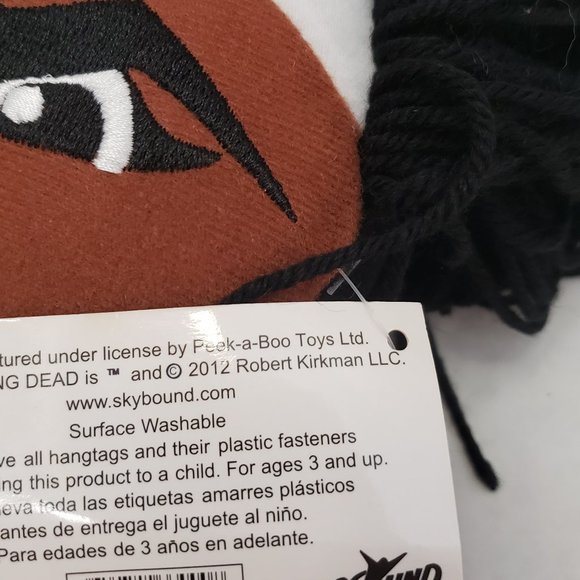 tured under license by Peek-a-Boo Toys Ltd.
NG DEAD is ™ and © 2012 Robert Kirkman LLC.
www.skybound.com
Surface Washable
ve all hangtags and their plastic fasteners
ing this product to a child. For ages 3 and up.
eva toda las etiquetas amarres plásticos
antes de entrega el juguete al niño.
Para edades de 3 años en adelante.
OUND